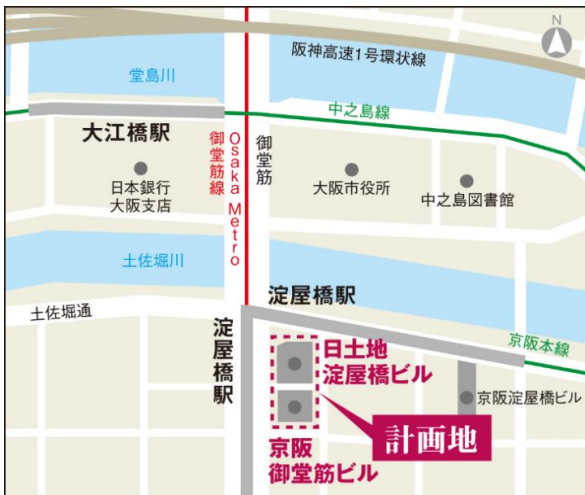 N
阪神高速1号環状線
堂島川
中之島線
大江橋駅
御堂筋線
Osaka Metro
御堂筋
日本銀行
大阪支店
大阪市役所
中之島図書館
土佐堀川
淀屋橋駅
土佐堀通
京阪本線
淀屋橋駅
日土地
淀屋橋ビル
京阪淀屋橋ビル
計画地
京阪
御堂筋ビル